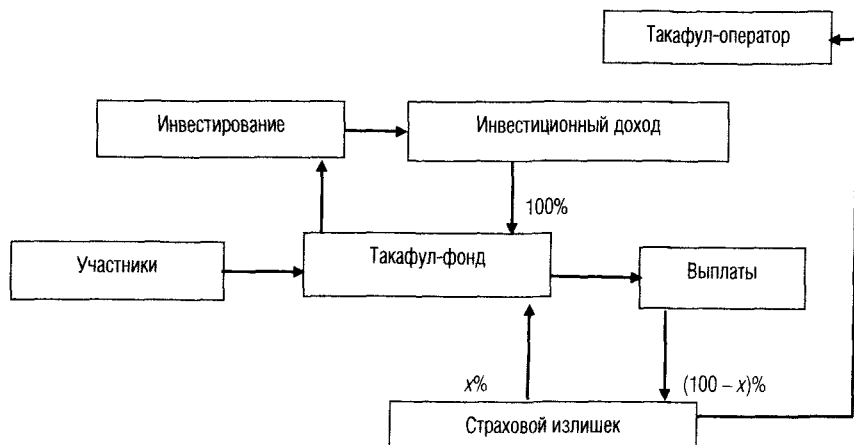 Такафул-оператор
Инвестирование
Инвестиционный доход
100%
Участники
Такафул-фонд
Выплаты
x%
(100 – x)%
Страховой излишек